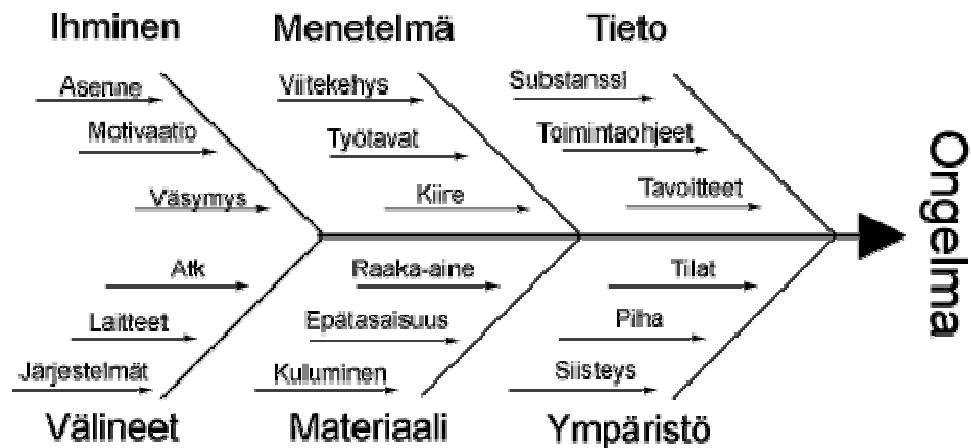 Ihminen
Menetelmä
Tieto
Asenne
Motivaatio
Väsymys
Viitekehys
Työtavat
Kiire
Substanssi
Toimintaohjeet
Tavoitteet
Ongelma
Atk
Laitteet
Järjestelmät
Raaka-aine
Epätasaisuus
Kuluminen
Tilat
Piha
Siisteys
Välineet
Materiaali
Ympäristö